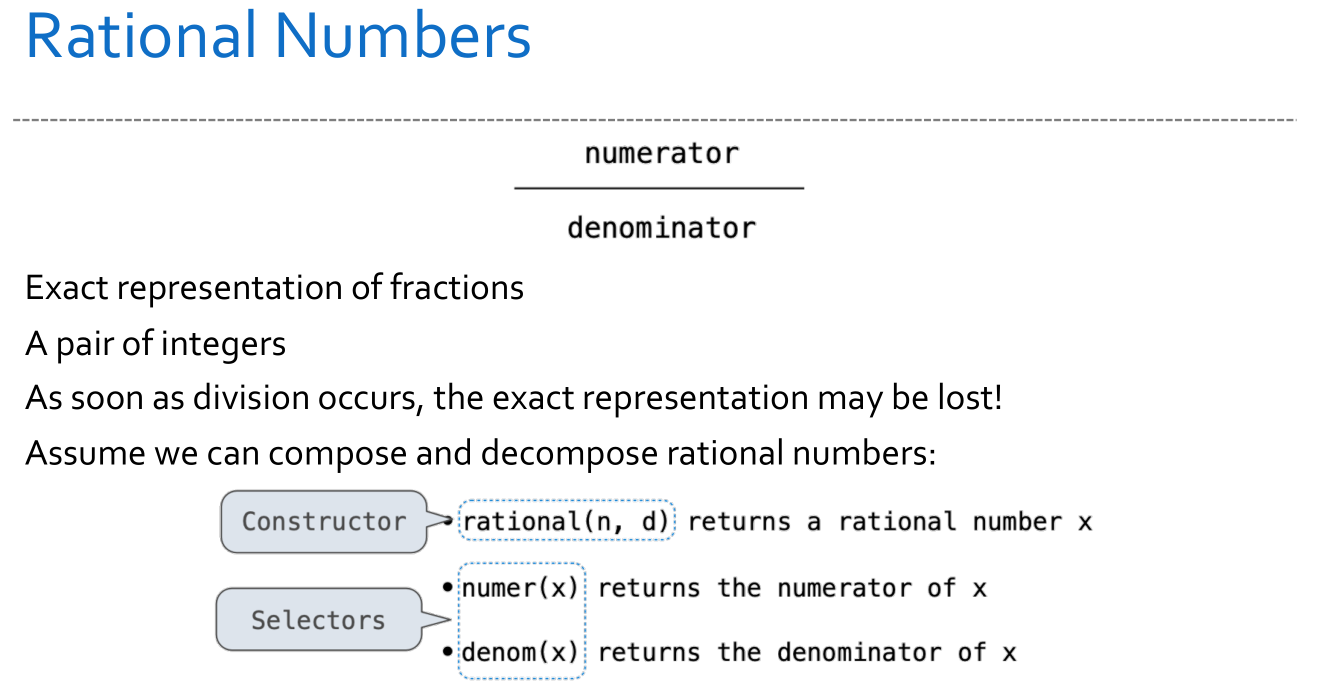 Rational Numbers
numerator
denominator
Exact representation of fractions
A pair of integers
As soon as division occurs, the exact representation may be lost!
Assume we can compose and decompose rational numbers:
Constructor • rational(n, d) returns a rational number x
• numer(x) returns the numerator of x
Selectors
• denom(x) returns the denominator of x